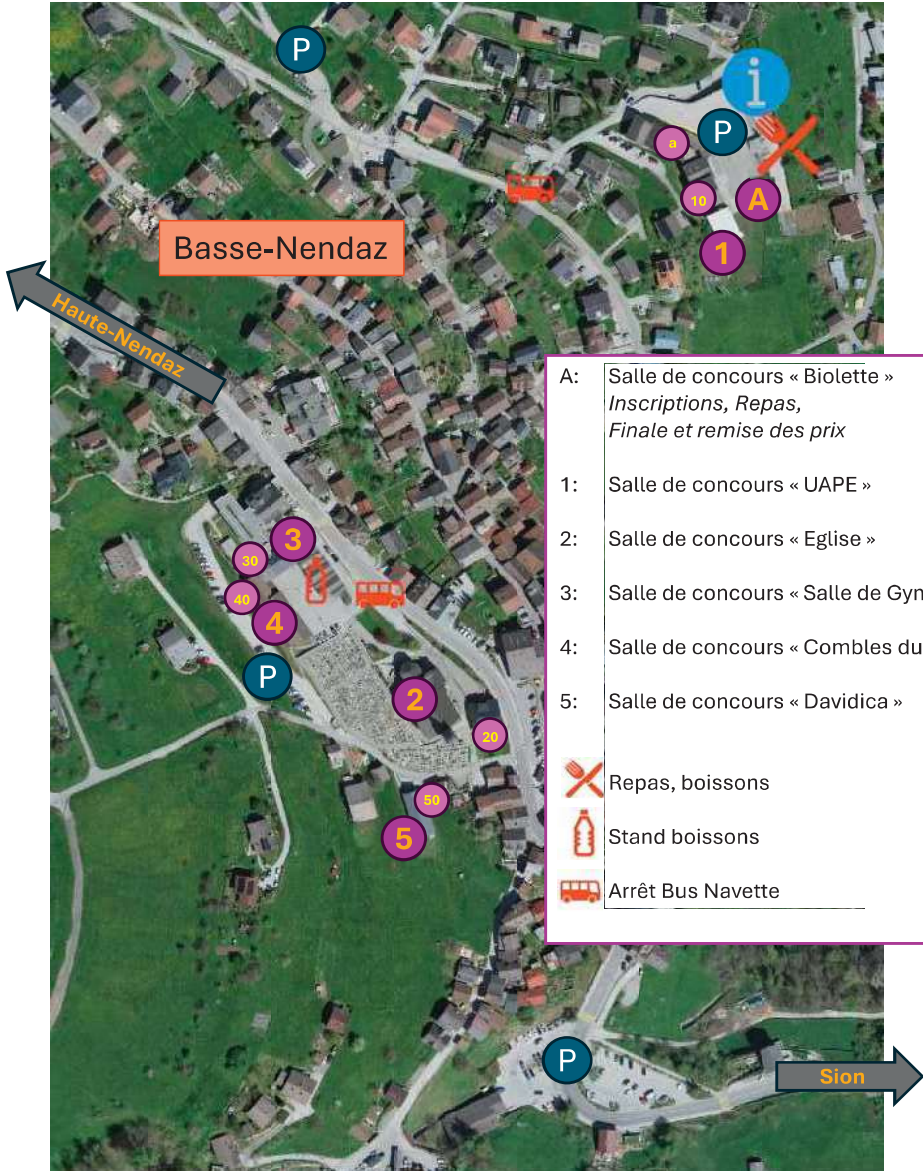 P
i
P
a
10
A
1
Basse-Nendaz
Haute-Nendaz
A: Salle de concours « Biolette »
Inscriptions, Repas,
Finale et remise des prix
1: Salle de concours « UAPE »
2: Salle de concours « Eglise »
3: Salle de concours « Salle de Gyn
4: Salle de concours « Combles du
5: Salle de concours « Davidica »
Repas, boissons
Stand boissons
Arrêt Bus Navette
3
30
40
4
P
2
20
50
5
P
Sion